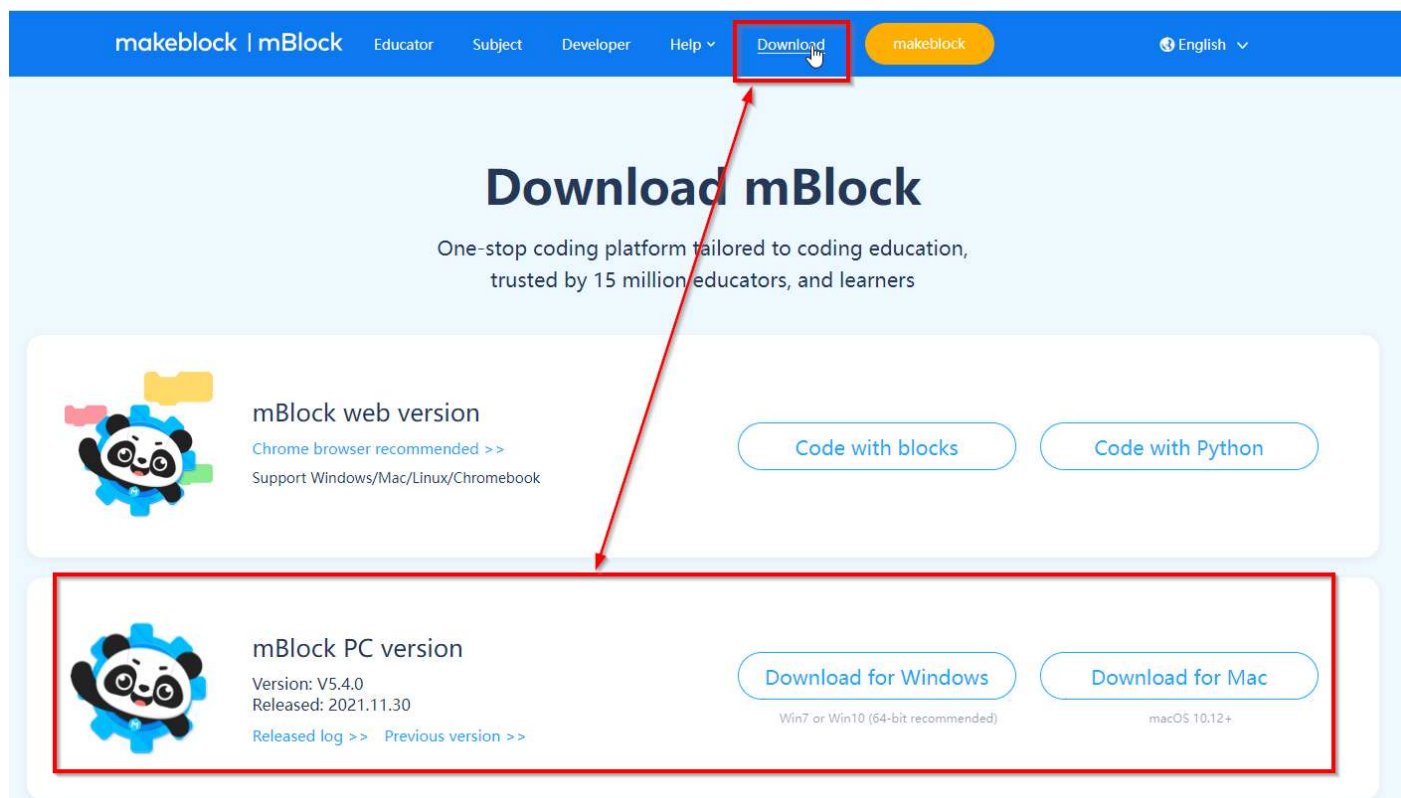 makeblock | mBlock Educator Subject Developer Help Download makeblock English
Download mBlock
One-stop coding platform tailored to coding education,
trusted by 15 million educators, and learners
mBlock web version
Chrome browser recommended >>
Support Windows/Mac/Linux/Chromebook
Code with blocks Code with Python
mBlock PC version
Version: V5.4.0
Released: 2021.11.30
Released log >> Previous version >>
Download for Windows Download for Mac
Win7 or Win10 (64-bit recommended) macOS 10.12+